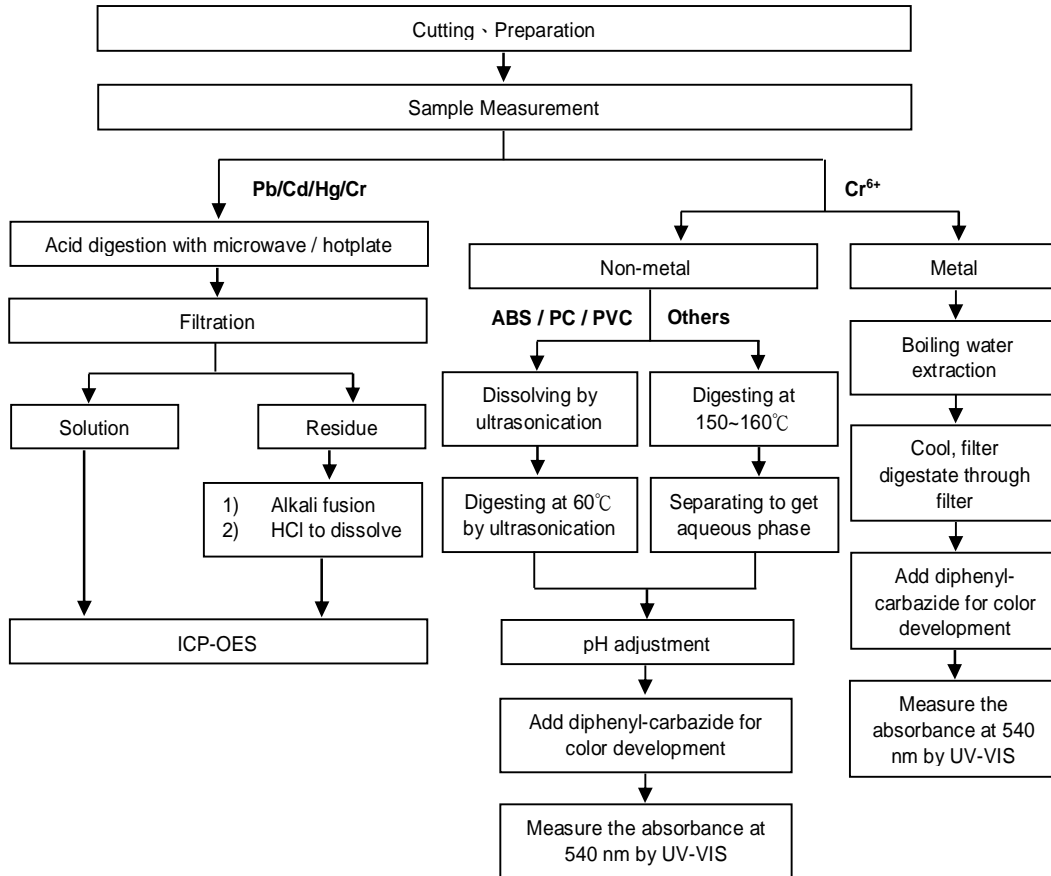 Cutting、Preparation
Sample Measurement
Pb/Cd/Hg/Cr
Cr⁶⁺
Acid digestion with microwave / hotplate
Non-metal
Metal
Filtration
ABS / PC / PVC
Others
Boiling water
extraction
Solution
Residue
Dissolving by
ultrasonication
Digesting at
150~160℃
Cool, filter
digestate through
filter
1) Alkali fusion
2) HCl to dissolve
Digesting at 60℃
by ultrasonication
Separating to get
aqueous phase
Add diphenyl-
carbazide for color
development
ICP-OES
pH adjustment
Measure the
absorbance at 540
nm by UV-VIS
Add diphenyl-carbazide for
color development
Measure the absorbance at
540 nm by UV-VIS